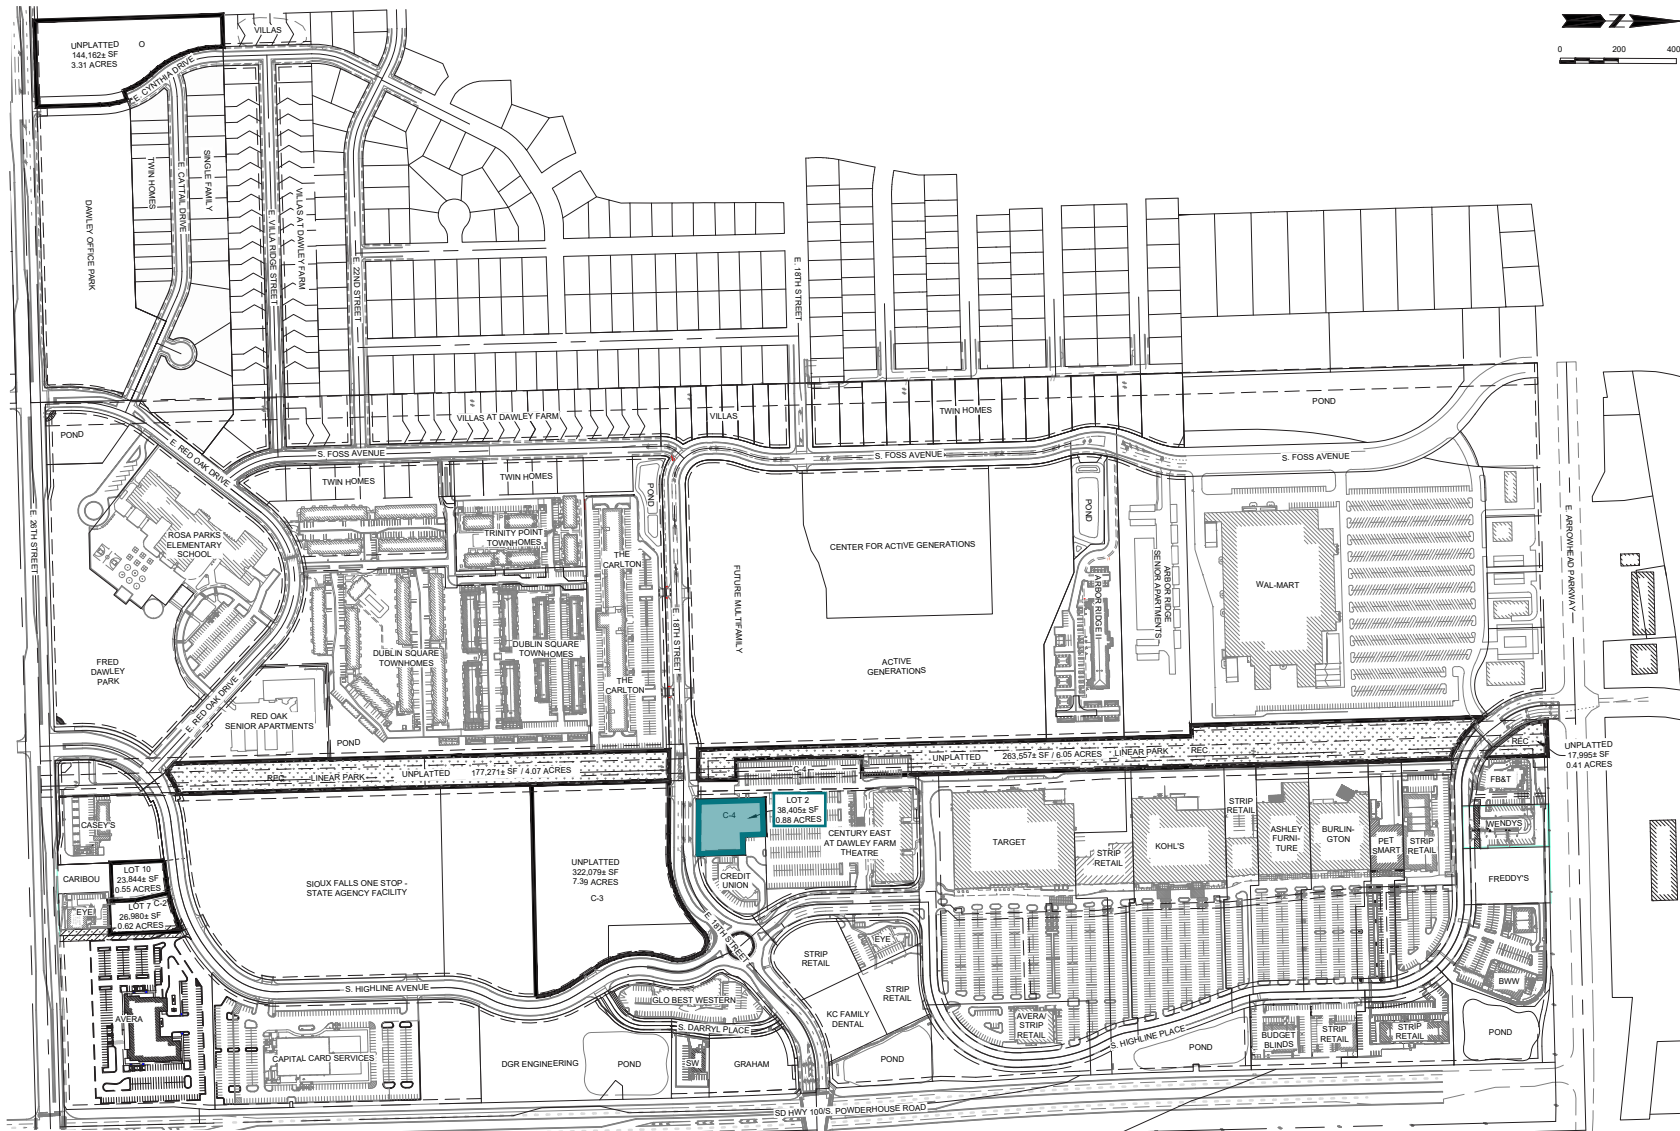 UNPLATTED O
144,162± SF
3.31 ACRES
VILLAS
Z
0 200 400
E. CYNTHIA DRIVE
DAWLEY OFFICE PARK
TWIN HOMES
E. CATTAIL DRIVE
SINGLE FAMILY
E. VILLA RIDGE STREET
VILLAS AT DAWLEY FARM
E. 22ND STREET
E. 18TH STREET
POND
E. RED OAK DRIVE
VILLAS AT DAWLEY FARM
VILLAS
TWIN HOMES
POND
S. FOSS AVENUE
S. FOSS AVENUE
S. FOSS AVENUE
TWIN HOMES
TWIN HOMES
POND
POND
E. 26TH STREET
ROSA PARKS
ELEMENTARY
SCHOOL
TRINITY POINT
TOWNHOMES
THE
CARLTON
CENTER FOR ACTIVE GENERATIONS
FUTURE MULTIFAMILY
E. 18TH STREET
ARBOR RIDGE II
ARBOR RIDGE
SENIOR APARTMENTS
WAL-MART
E. ARROWHEAD PARKWAY
FRED
DAWLEY
PARK
DUBLIN SQUARE
TOWNHOMES
DUBLIN SQUARE
TOWNHOMES
THE
CARLTON
ACTIVE
GENERATIONS
E. RED OAK DRIVE
RED OAK
SENIOR APARTMENTS
POND
REC LINEAR PARK UNPLATTED 177,271± SF / 4.07 ACRES
UNPLATTED 263,557± SF / 6.05 ACRES LINEAR PARK REC
REC
UNPLATTED
17,995± SF
0.41 ACRES
C-4
LOT 2
38,405± SF
0.88 ACRES
C-4
CENTURY EAST
AT DAWLEY FARM
THEATRE
CREDIT
UNION
TARGET
STRIP
RETAIL
KOHL'S
STRIP
RETAIL
ASHLEY
FURNI-
TURE
BURLIN-
GTON
PET
SMART
STRIP
RETAIL
FB&T
WENDYS
FREDDY'S
CASEY'S
CARIBOU
LOT 10
23,844± SF
0.55 ACRES
LOT 7 C-2
26,980± SF
0.62 ACRES
EYE
SIOUX FALLS ONE STOP -
STATE AGENCY FACILITY
UNPLATTED
322,079± SF
7.39 ACRES
C-3
E. 18TH STREET
STRIP
RETAIL
EYE
STRIP
RETAIL
KC FAMILY
DENTAL
BWW
S. HIGHLINE AVENUE
GLO BEST WESTERN
S. DARRYL PLACE
AVERA
CAPITAL CARD SERVICES
DGR ENGINEERING
POND
SW
GRAHAM
POND
AVERA/
STRIP
RETAIL
S. HIGHLINE PLACE
POND
BUDGET
BLINDS
STRIP
RETAIL
STRIP
RETAIL
POND
SD HWY 100/S. POWDERHOUSE ROAD